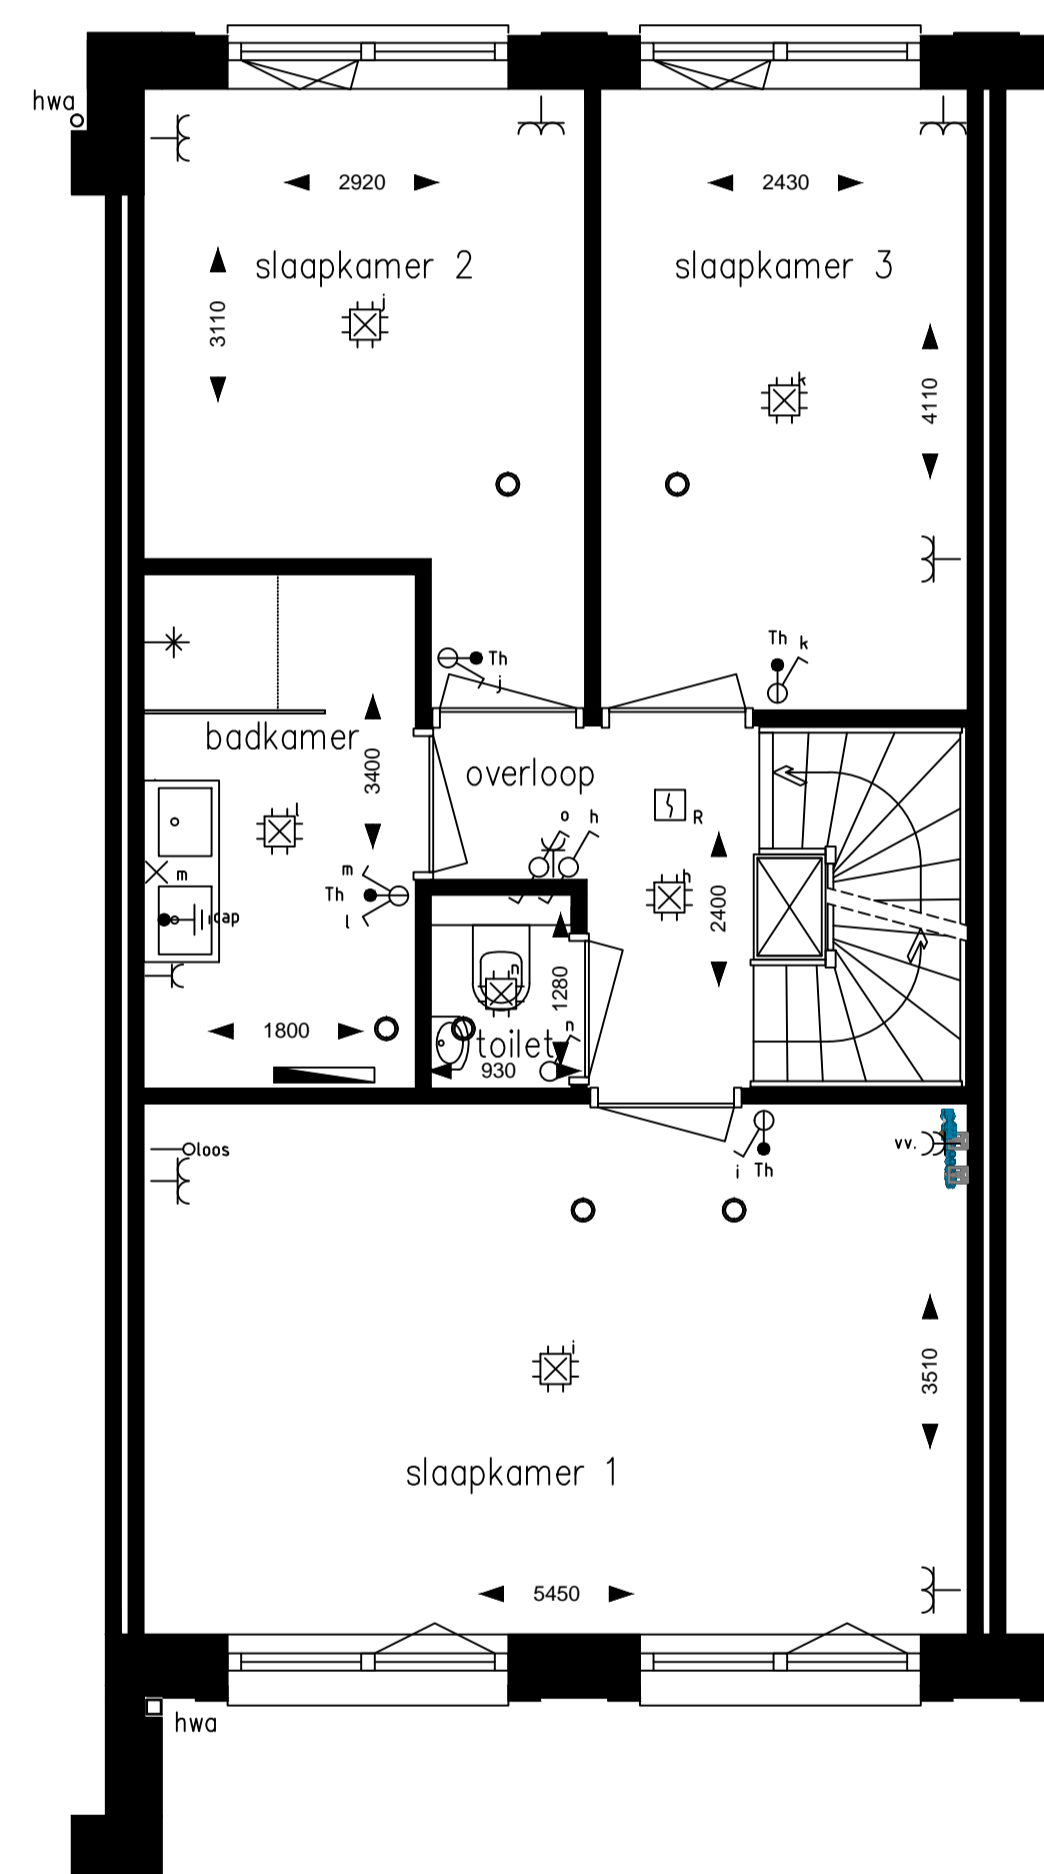 hwa
2920
2430
slaapkamer 2
slaapkamer 3
3110
j
4110
k
Th
j
Th k
badkamer
3400
overloop
l
o h
R
m
m
Th
l
h
2400
cap
n
1280
1800
toilet
n
930
loos
vv.
i Th
i
3510
slaapkamer 1
5450
hwa